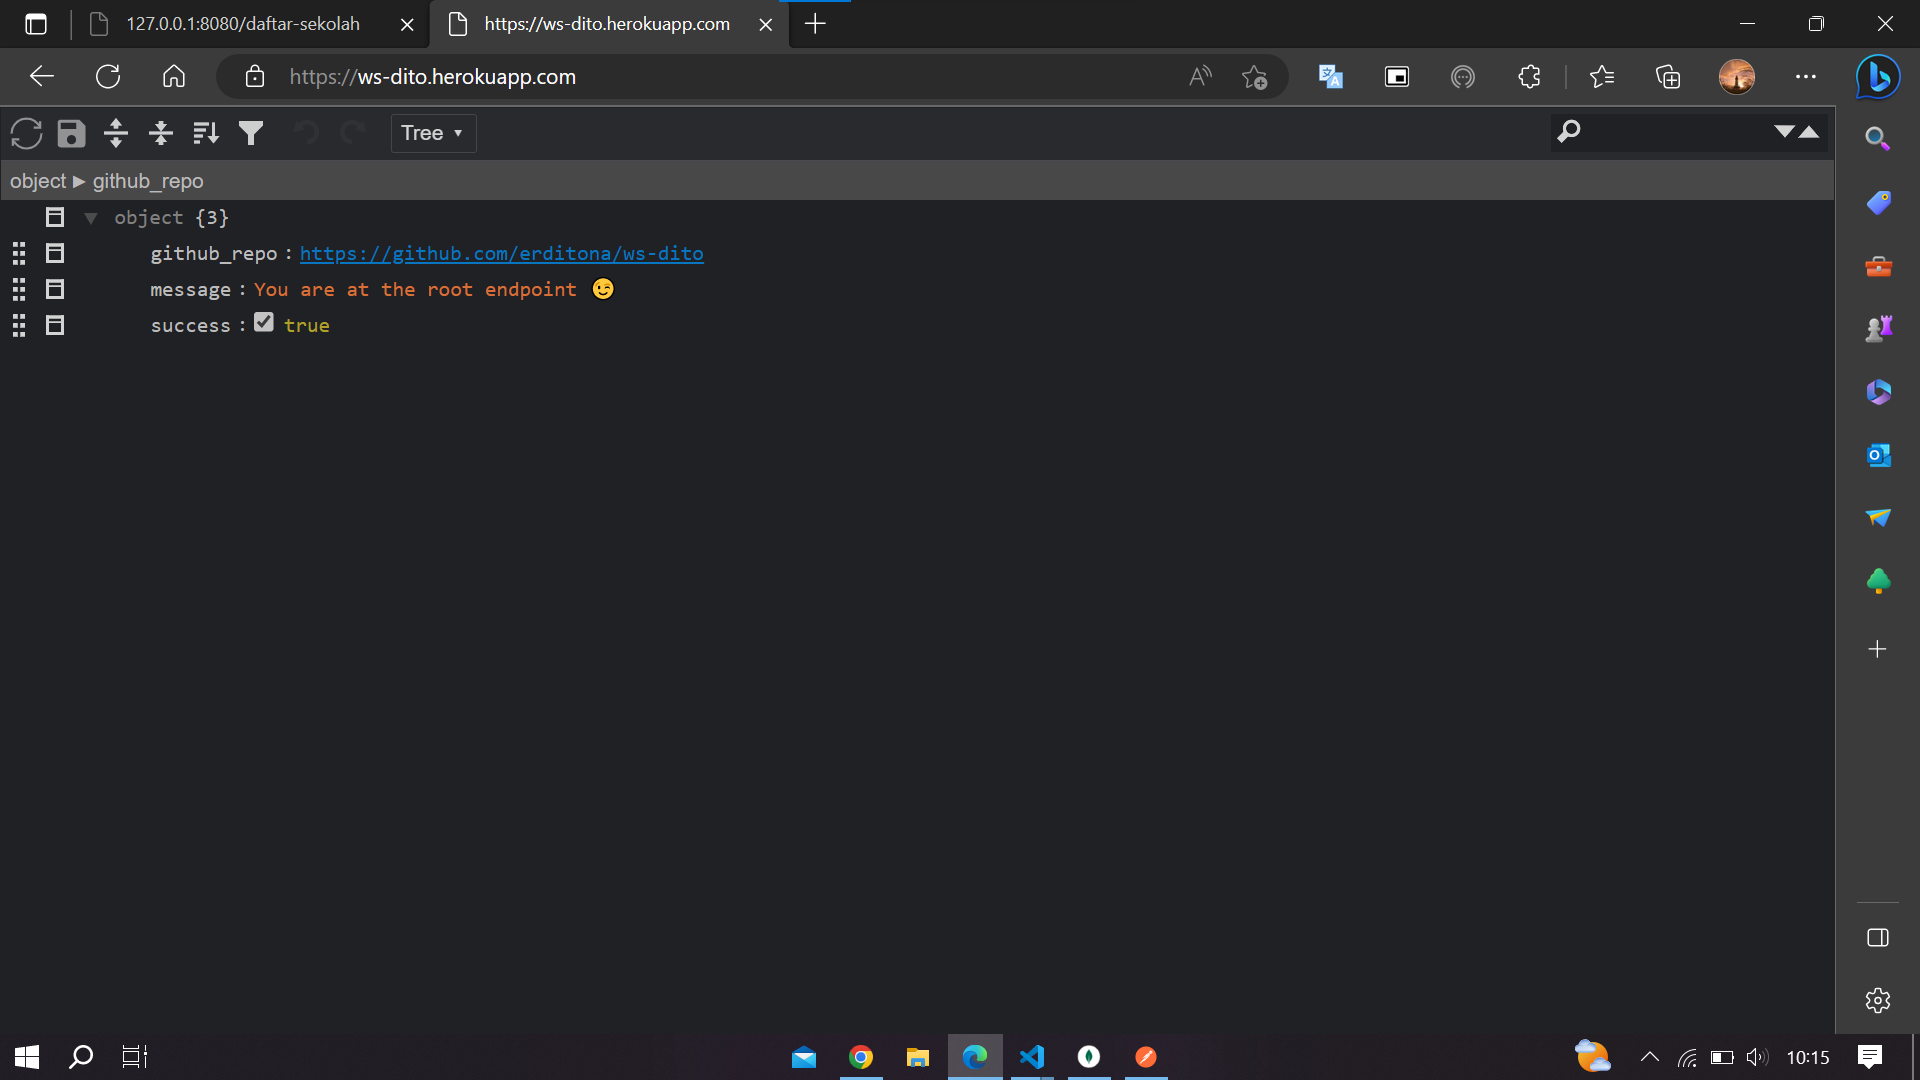 127.0.0.1:8080/daftar-sekolah
https://ws-dito.herokuapp.com
https://ws-dito.herokuapp.com
Tree
object ► github_repo
object {3}
github_repo : https://github.com/erditona/ws-dito
message : You are at the root endpoint 😉
success : true
10:15